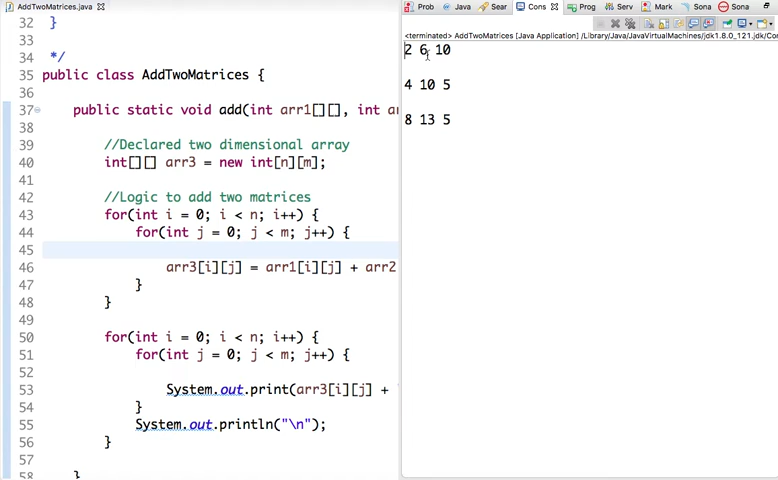 AddTwoMatrices.java
32 }
33
34 */
35 public class AddTwoMatrices {
36
37 public static void add(int arr1[][], int ar
38
39 //Declared two dimensional array
40 int[][] arr3 = new int[n][m];
41
42 //Logic to add two matrices
43 for(int i = 0; i < n; i++) {
44 for(int j = 0; j < m; j++) {
45
46 arr3[i][j] = arr1[i][j] + arr2
47 }
48 }
49
50 for(int i = 0; i < n; i++) {
51 for(int j = 0; j < m; j++) {
52
53 System.out.print(arr3[i][j] +
54 }
55 System.out.println("\n");
56 }
57
58 }
Prob Java Sear Cons Prog Serv Mark Sona Sona
<terminated> AddTwoMatrices [Java Application] /Library/Java/JavaVirtualMachines/jdk1.8.0_121.jdk/Con
2 6 10
4 10 5
8 13 5